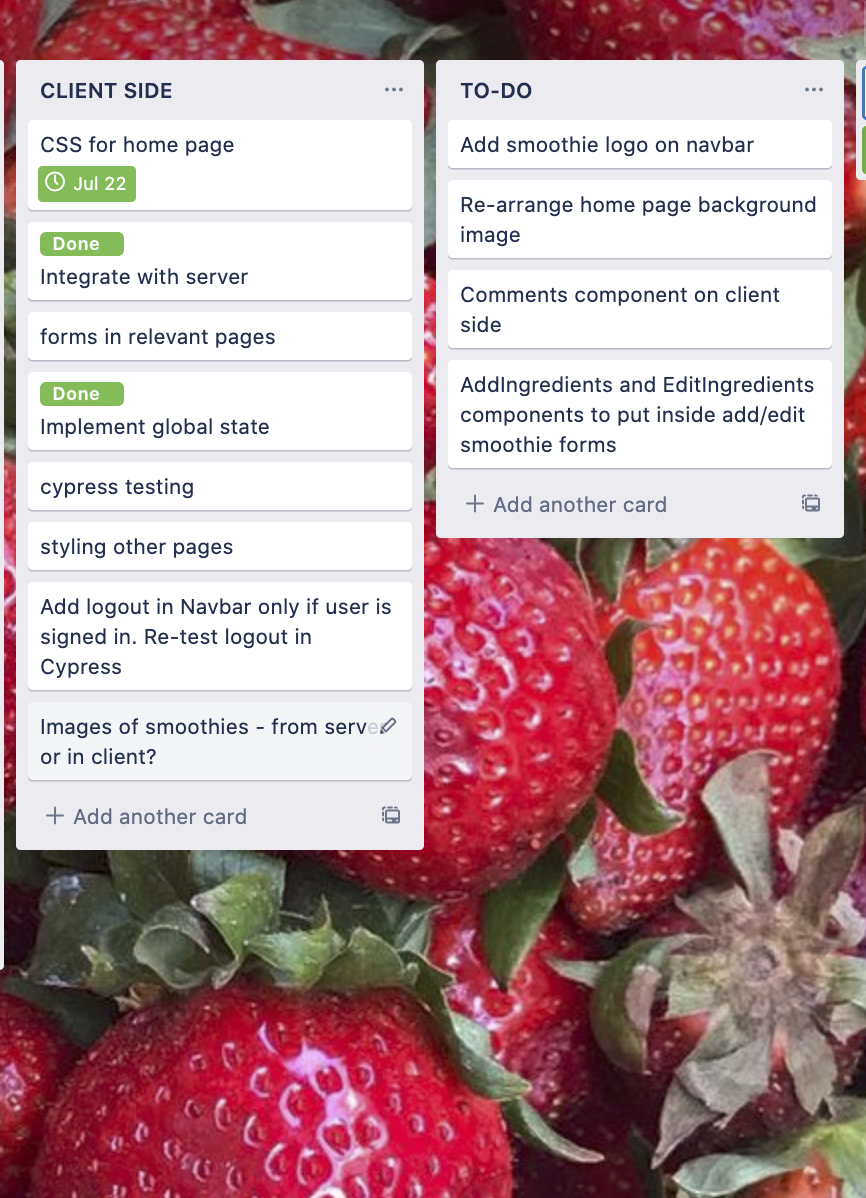 CLIENT SIDE
CSS for home page
Jul 22
Done
Integrate with server
forms in relevant pages
Done
Implement global state
cypress testing
styling other pages
Add logout in Navbar only if user is
signed in. Re-test logout in
Cypress
Images of smoothies - from server
or in client?
+ Add another card
TO-DO
Add smoothie logo on navbar
Re-arrange home page background
image
Comments component on client
side
AddIngredients and EditIngredients
components to put inside add/edit
smoothie forms
+ Add another card